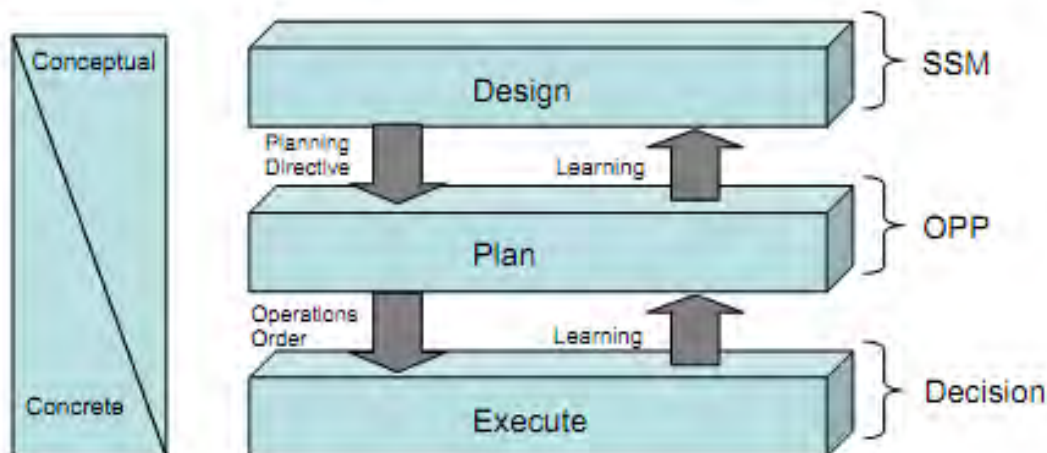 Conceptual
Design
SSM
Planning
Directive
Learning
Plan
OPP
Operations
Order
Learning
Concrete
Execute
Decision